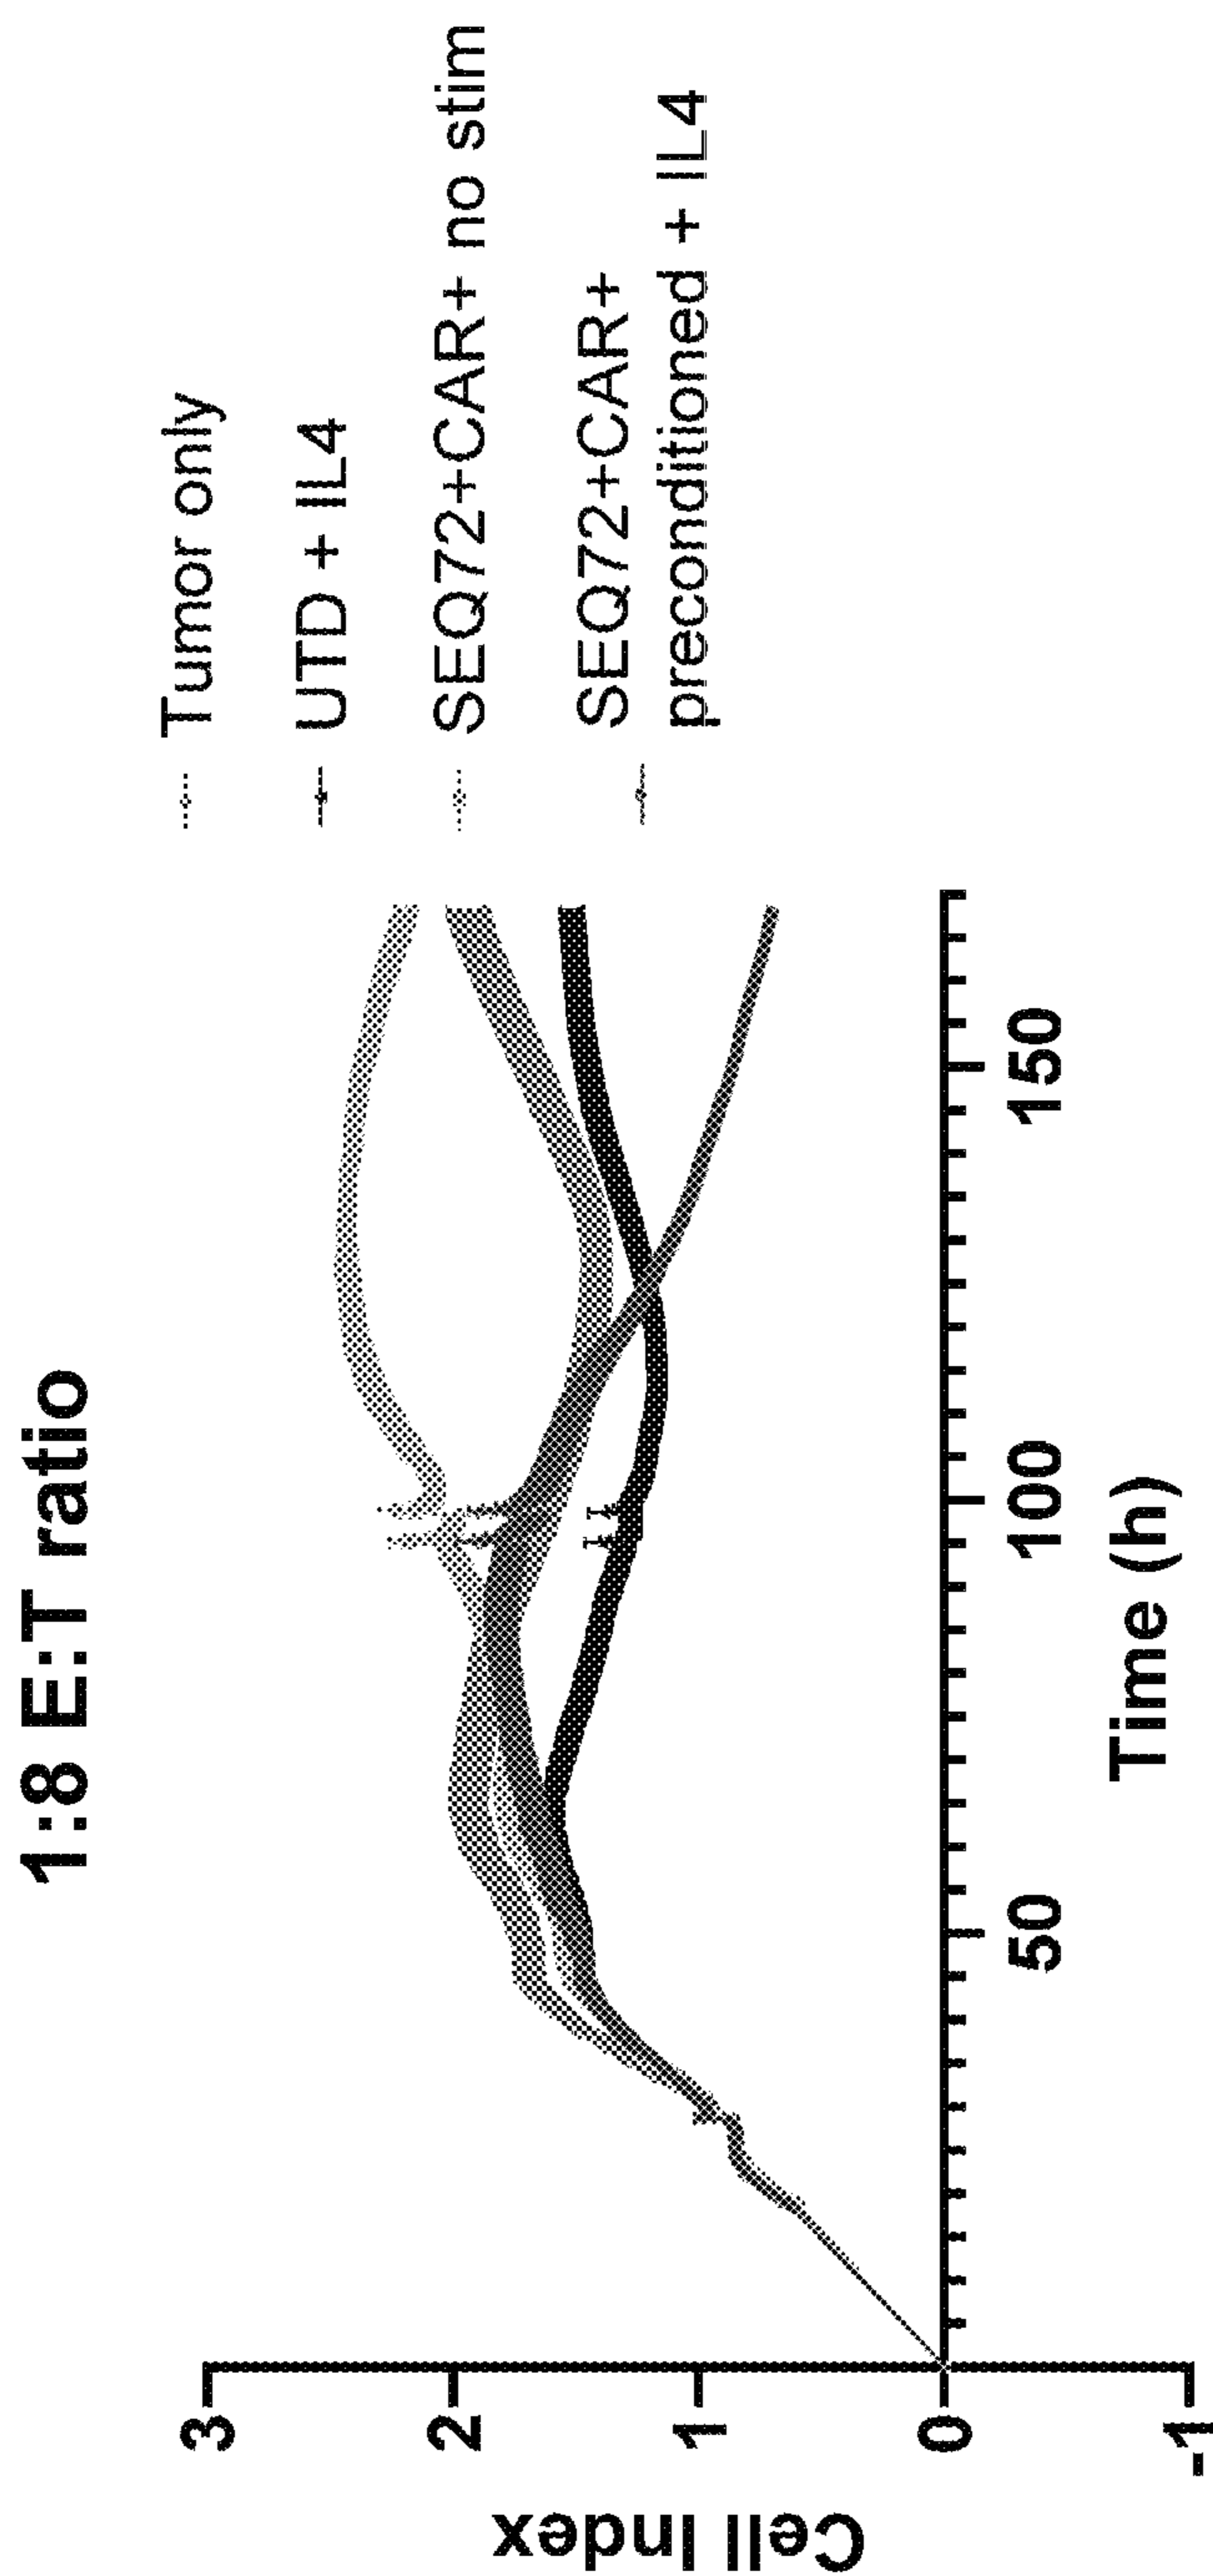 1:8 E:T ratio
Tumor only
UTD + IL4
SEQ72+CAR+ no stim
SEQ72+CAR+
preconditioned + IL4
Cell Index
3
2
1
0
-1
50
100
150
Time (h)